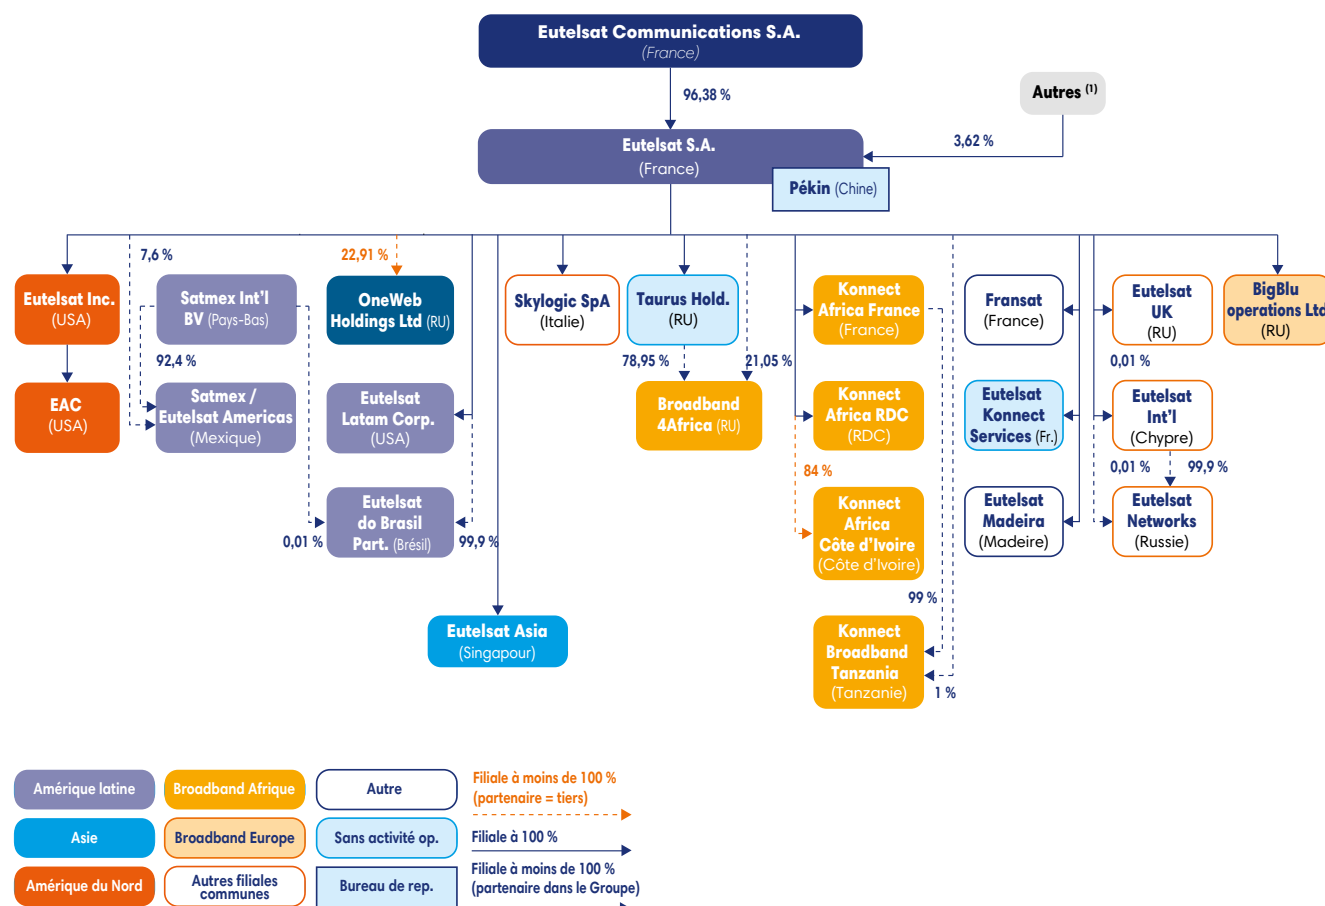 Eutelsat Communications S.A.
(France)
96,38 %
Autres (1)
3,62 %
Eutelsat S.A.
(France)
Pékin (Chine)
7,6 %
22,91 %
Eutelsat Inc.
(USA)
Satmex Int'l
BV (Pays-Bas)
OneWeb
Holdings Ltd (RU)
Skylogic SpA
(Italie)
Taurus Hold.
(RU)
Konnect
Africa France
(France)
Fransat
(France)
Eutelsat
UK
(RU)
BigBlu
operations Ltd
(RU)
92,4 %
78,95 %
21,05 %
0,01 %
EAC
(USA)
Satmex /
Eutelsat Americas
(Mexique)
Eutelsat
Latam Corp.
(USA)
Broadband
4Africa (RU)
Konnect
Africa RDC
(RDC)
Eutelsat
Konnect
Services (Fr.)
Eutelsat
Int'l
(Chypre)
84 %
0,01 %
99,9 %
Eutelsat
do Brasil
Part. (Brésil)
0,01 %
99,9 %
Konnect
Africa
Côte d'Ivoire
(Côte d'Ivoire)
Eutelsat
Madeira
(Madeire)
Eutelsat
Networks
(Russie)
99 %
Eutelsat Asia
(Singapour)
Konnect
Broadband
Tanzania
(Tanzanie)
1 %
Amérique latine
Broadband Afrique
Autre
Filiale à moins de 100 %
(partenaire = tiers)
Asie
Broadband Europe
Sans activité op.
Filiale à 100 %
Amérique du Nord
Autres filiales
communes
Bureau de rep.
Filiale à moins de 100 %
(partenaire dans le Groupe)